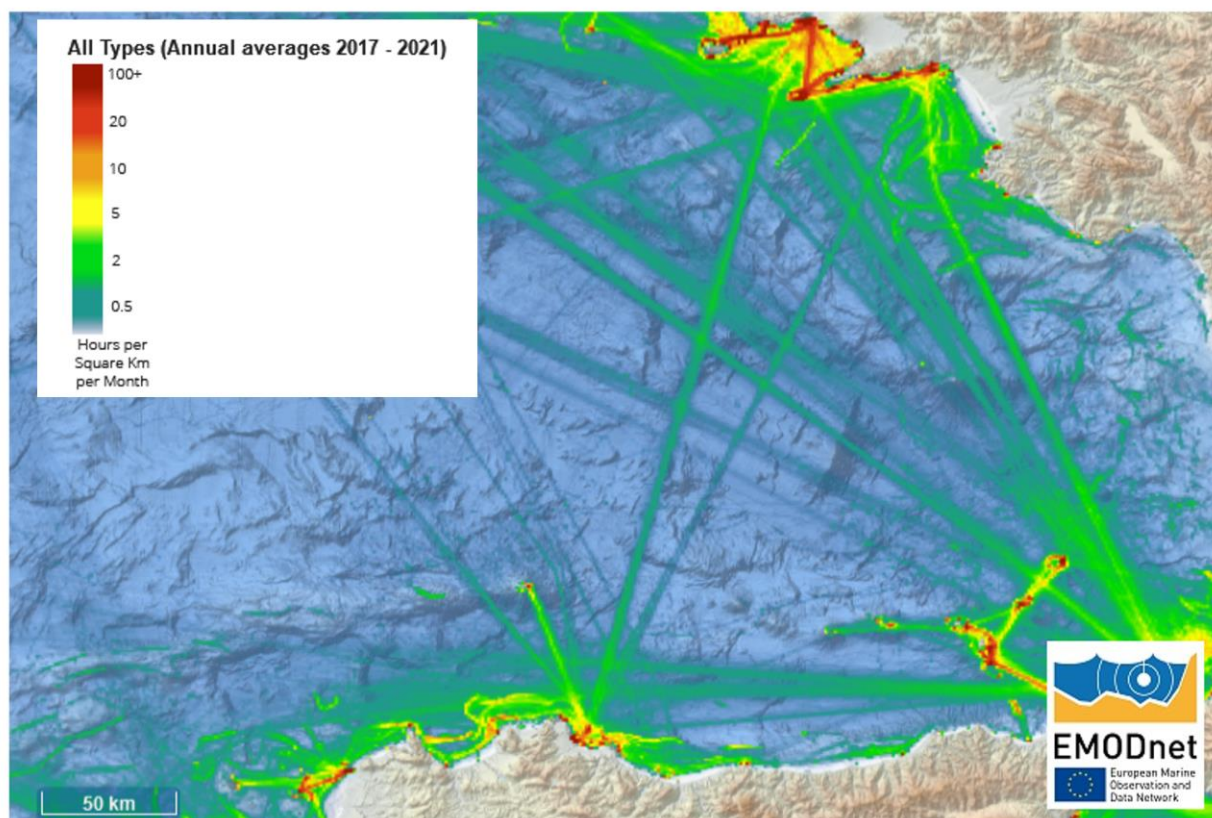 All Types (Annual averages 2017 - 2021)
100+
20
10
5
2
0.5
Hours per
Square Km
per Month
50 km
EMODnet
European Marine
Observation and
Data Network